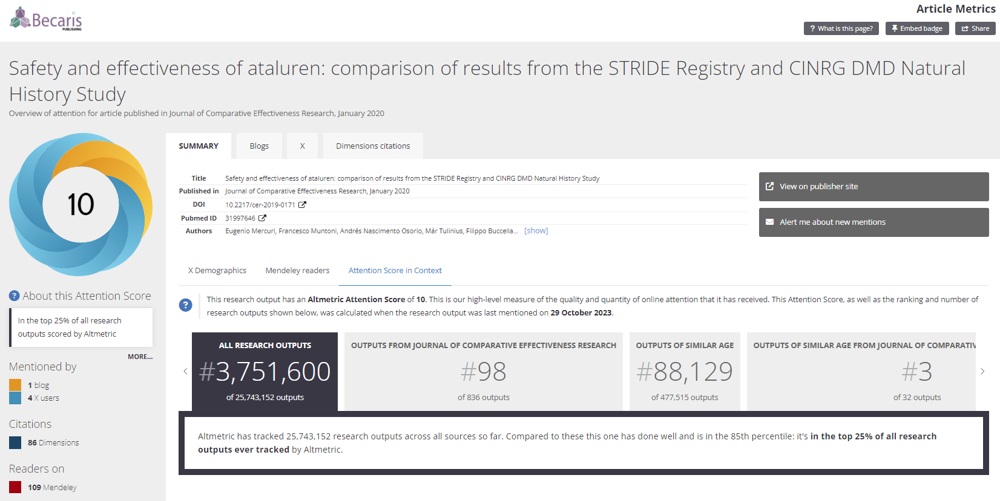 Becaris
PUBLISHING
Article Metrics
? What is this page?
Embed badge
Share
Safety and effectiveness of ataluren: comparison of results from the STRIDE Registry and CINRG DMD Natural
History Study
Overview of attention for article published in Journal of Comparative Effectiveness Research, January 2020
10
? About this Attention Score
In the top 25% of all research
outputs scored by Altmetric
MORE...
Mentioned by
1 blog
4 X users
Citations
86 Dimensions
Readers on
109 Mendeley
SUMMARY
Blogs
X
Dimensions citations
Title Safety and effectiveness of ataluren: comparison of results from the STRIDE Registry and CINRG DMD Natural History Study
Published in Journal of Comparative Effectiveness Research, January 2020
DOI 10.2217/cer-2019-0171
Pubmed ID 31997646
Authors Eugenio Mercuri, Francesco Muntoni, Andrés Nascimento Osorio, Már Tulinius, Filippo Buccella... [show]
View on publisher site
Alert me about new mentions
X Demographics
Mendeley readers
Attention Score in Context
?
This research output has an Altmetric Attention Score of 10. This is our high-level measure of the quality and quantity of online attention that it has received. This Attention Score, as well as the ranking and number of
research outputs shown below, was calculated when the research output was last mentioned on 29 October 2023.
ALL RESEARCH OUTPUTS
#3,751,600
of 25,743,152 outputs
OUTPUTS FROM JOURNAL OF COMPARATIVE EFFECTIVENESS RESEARCH
#98
of 836 outputs
OUTPUTS OF SIMILAR AGE
#88,129
of 477,515 outputs
OUTPUTS OF SIMILAR AGE FROM JOURNAL OF COMPARATIV
#3
of 32 outputs
Altmetric has tracked 25,743,152 research outputs across all sources so far. Compared to these this one has done well and is in the 85th percentile: it's in the top 25% of all research
outputs ever tracked by Altmetric.